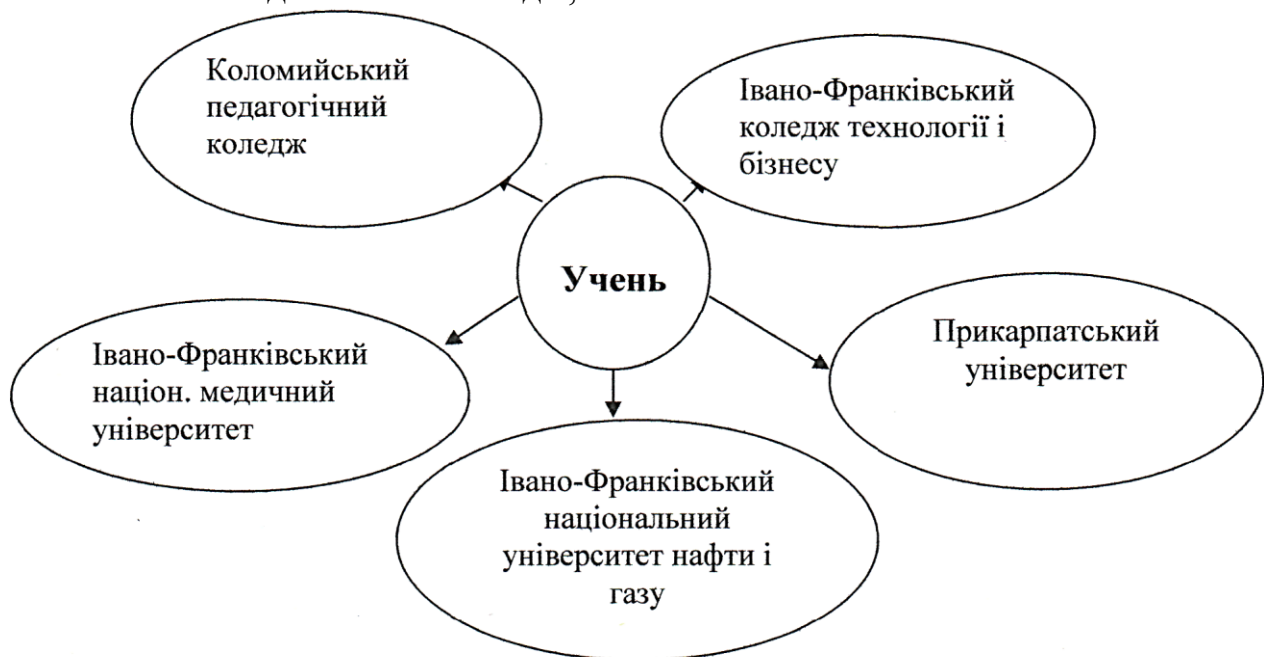 Коломийський
педагогічний
коледж
Івано-Франківський
коледж технології і
бізнесу
Учень
Івано-Франківський
націон. медичний
університет
Прикарпатський
університет
Івано-Франківський
національний
університет нафти і
газу